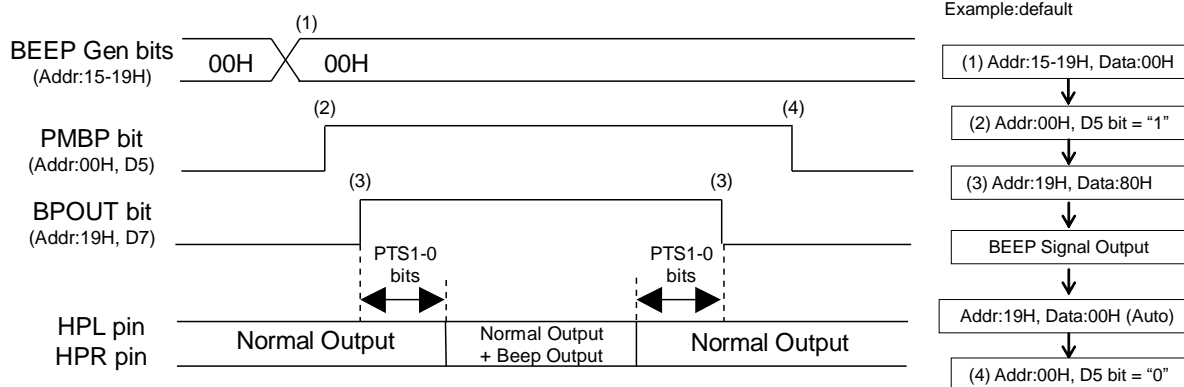 Example:default
(1)
BEEP Gen bits
(Addr:15-19H)
00H
00H
(2)
(4)
PMBP bit
(Addr:00H, D5)
(3)
(3)
BPOUT bit
(Addr:19H, D7)
PTS1-0
bits
PTS1-0
bits
HPL pin
HPR pin
Normal Output
Normal Output
+ Beep Output
Normal Output
(1) Addr:15-19H, Data:00H
(2) Addr:00H, D5 bit = “1”
(3) Addr:19H, Data:80H
BEEP Signal Output
Addr:19H, Data:00H (Auto)
(4) Addr:00H, D5 bit = “0”